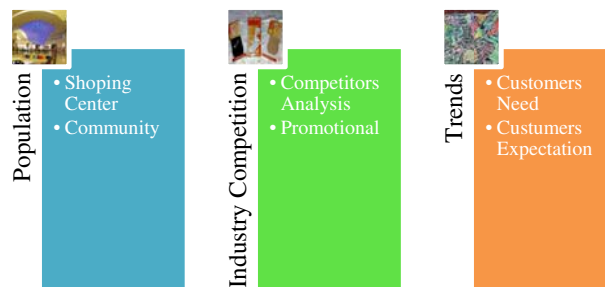 Population
• Shoping
Center
• Community
Industry Competition
• Competitors
Analysis
• Promotional
Trends
• Customers
Need
• Custumers
Expectation